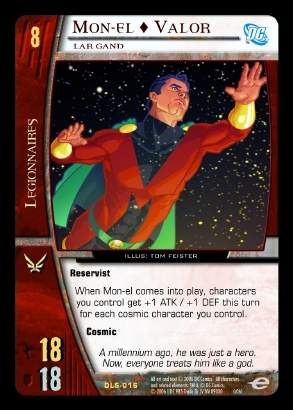 8
MON-EL ♦ VALOR
LAR GAND
DC
LEGIONNAIRES
ILLUS: TOM FEISTER
Reservist
When Mon-el comes into play, characters
you control get +1 ATK / +1 DEF this turn
for each cosmic character you control.
Cosmic
18
A millennium ago, he was just a hero.
Now, everyone treats him like a god.
18
DLS-016